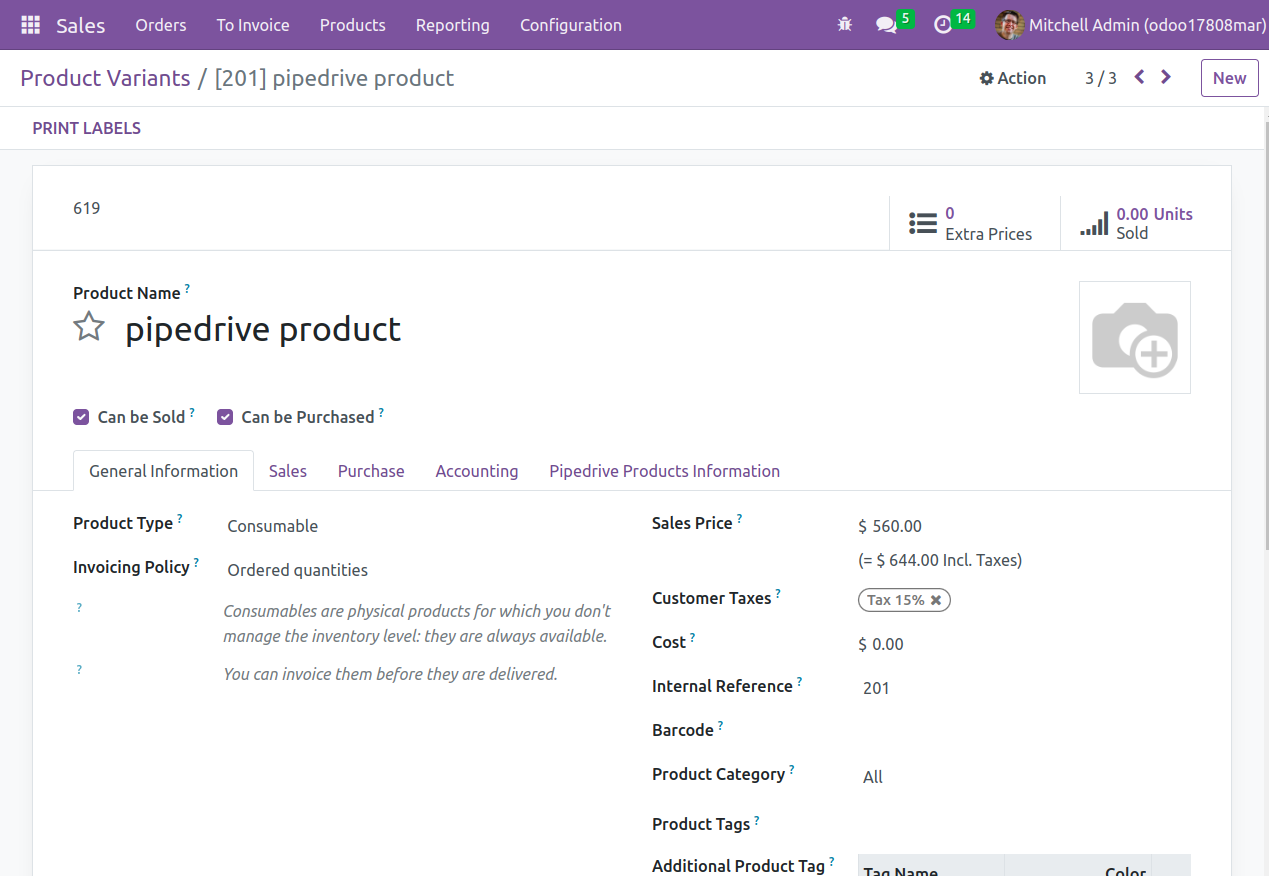 Sales Orders To Invoice Products Reporting Configuration 5 14 Mitchell Admin (odoo17808mar)
Product Variants / [201] pipedrive product Action 3 / 3 New
PRINT LABELS
619
0
Extra Prices
0.00 Units
Sold
Product Name ?
pipedrive product
Can be Sold ? Can be Purchased ?
General Information Sales Purchase Accounting Pipedrive Products Information
Product Type ? Consumable
Invoicing Policy ? Ordered quantities
? Consumables are physical products for which you don't
manage the inventory level: they are always available.
? You can invoice them before they are delivered.
Sales Price ? $ 560.00
(= $ 644.00 Incl. Taxes)
Customer Taxes ? Tax 15% ✖
Cost ? $ 0.00
Internal Reference ? 201
Barcode ?
Product Category ? All
Product Tags ?
Additional Product Tag ? Tag Name Color